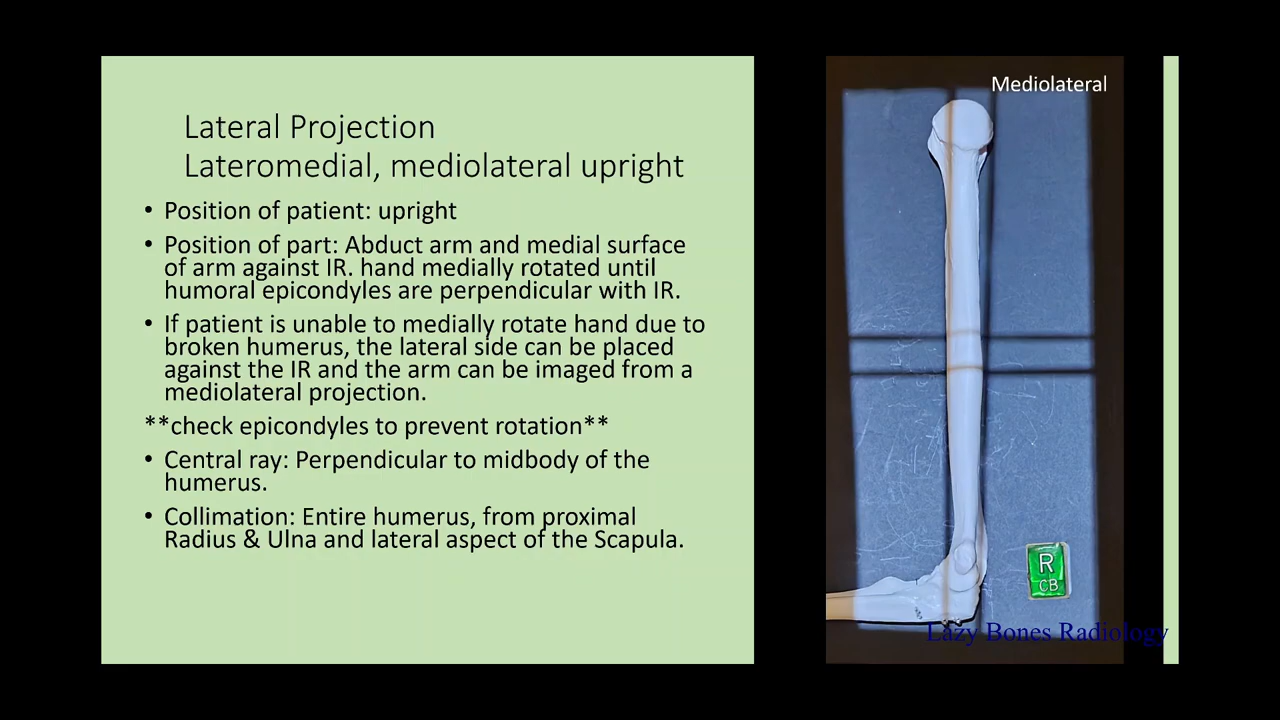 Lateral Projection
Lateromedial, mediolateral upright
• Position of patient: upright
• Position of part: Abduct arm and medial surface
of arm against IR. hand medially rotated until
humoral epicondyles are perpendicular with IR.
• If patient is unable to medially rotate hand due to
broken humerus, the lateral side can be placed
against the IR and the arm can be imaged from a
mediolateral projection.
**check epicondyles to prevent rotation**
• Central ray: Perpendicular to midbody of the
humerus.
• Collimation: Entire humerus, from proximal
Radius & Ulna and lateral aspect of the Scapula.
Mediolateral
R
CB
Lazy Bones Radiology